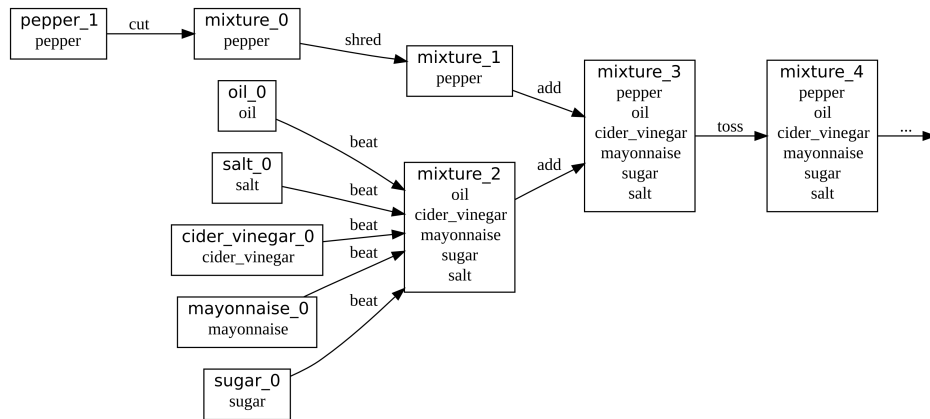 pepper_1
pepper
cut
mixture_0
pepper
shred
mixture_1
pepper
add
oil_0
oil
beat
salt_0
salt
beat
cider_vinegar_0
cider_vinegar
beat
mayonnaise_0
mayonnaise
beat
sugar_0
sugar
beat
mixture_2
oil
cider_vinegar
mayonnaise
sugar
salt
add
mixture_3
pepper
oil
cider_vinegar
mayonnaise
sugar
salt
toss
mixture_4
pepper
oil
cider_vinegar
mayonnaise
sugar
salt
...